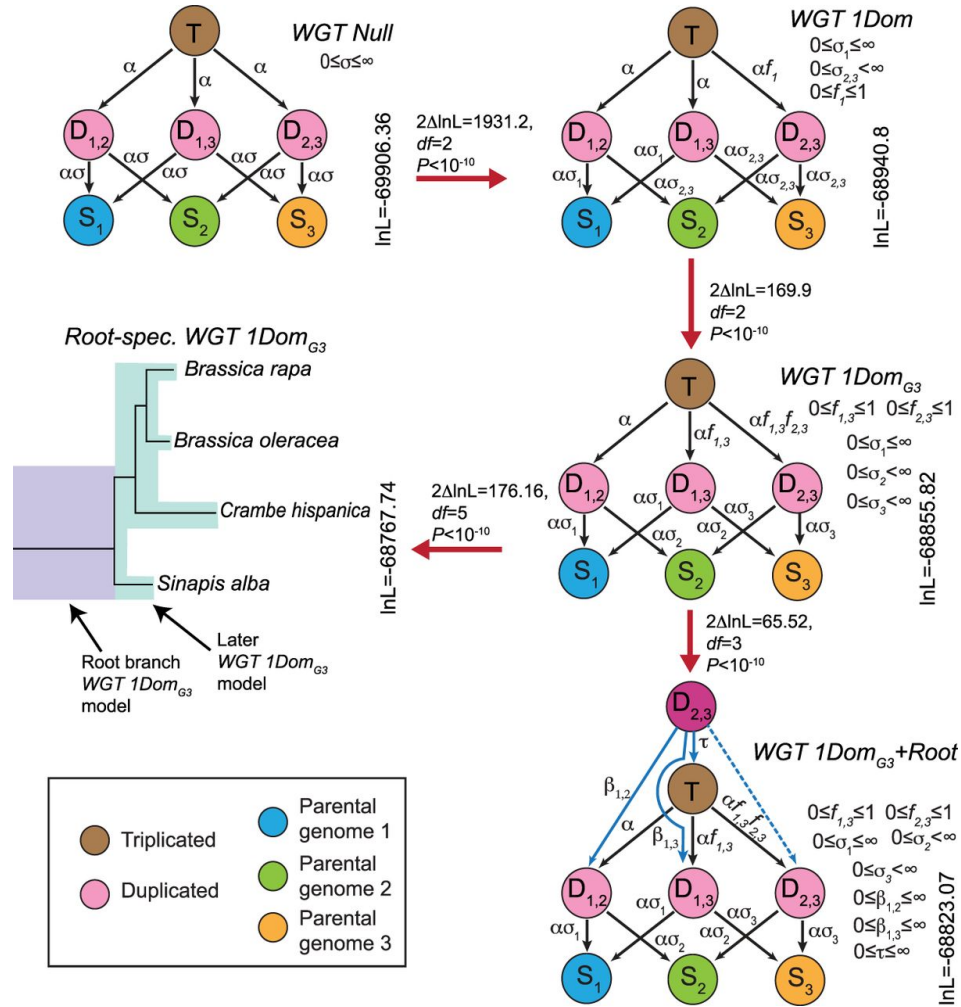 WGT Null
0≤σ≤∞
T
α
α
α
D1,2
D1,3
D2,3
ασ
ασ
ασ
ασ
S1
S2
S3
lnL=-69906.36
2ΔlnL=1931.2,
df=2
P<10-10
WGT 1Dom
0≤σ1≤∞
0≤σ2,3<∞
0≤f1≤1
T
α
α
αf1
D1,2
D1,3
D2,3
ασ1
ασ1
ασ2,3
ασ2,3
ασ2,3
S1
S2
S3
lnL=-68940.8
2ΔlnL=169.9
df=2
P<10-10
WGT 1DomG3
0≤f1,3≤1 0≤f2,3≤1
0≤σ1≤∞
0≤σ2<∞
0≤σ3<∞
T
α
αf1,3
αf1,3f2,3
D1,2
D1,3
D2,3
ασ1
ασ1
ασ2
ασ2
ασ3
ασ3
S1
S2
S3
lnL=-68855.82
2ΔlnL=176.16,
df=5
P<10-10
Root-spec. WGT 1DomG3
Brassica rapa
Brassica oleracea
Crambe hispanica
Sinapis alba
lnL=-68767.74
Root branch
WGT 1DomG3
model
Later
WGT 1DomG3
model
2ΔlnL=65.52,
df=3
P<10-10
WGT 1DomG3+Root
0≤f1,3≤1 0≤f2,3≤1
0≤σ1≤∞ 0≤σ2<∞
0≤σ3<∞
0≤β1,2≤∞
0≤β1,3≤∞
0≤τ≤∞
D2,3
τ
β1,2
T
α
β1,3
αf1,3
αf1,3f2,3
D1,2
D1,3
D2,3
ασ1
ασ1
ασ2
ασ2
ασ3
ασ3
S1
S2
S3
lnL=-68823.07
Triplicated
Duplicated
Parental
genome 1
Parental
genome 2
Parental
genome 3